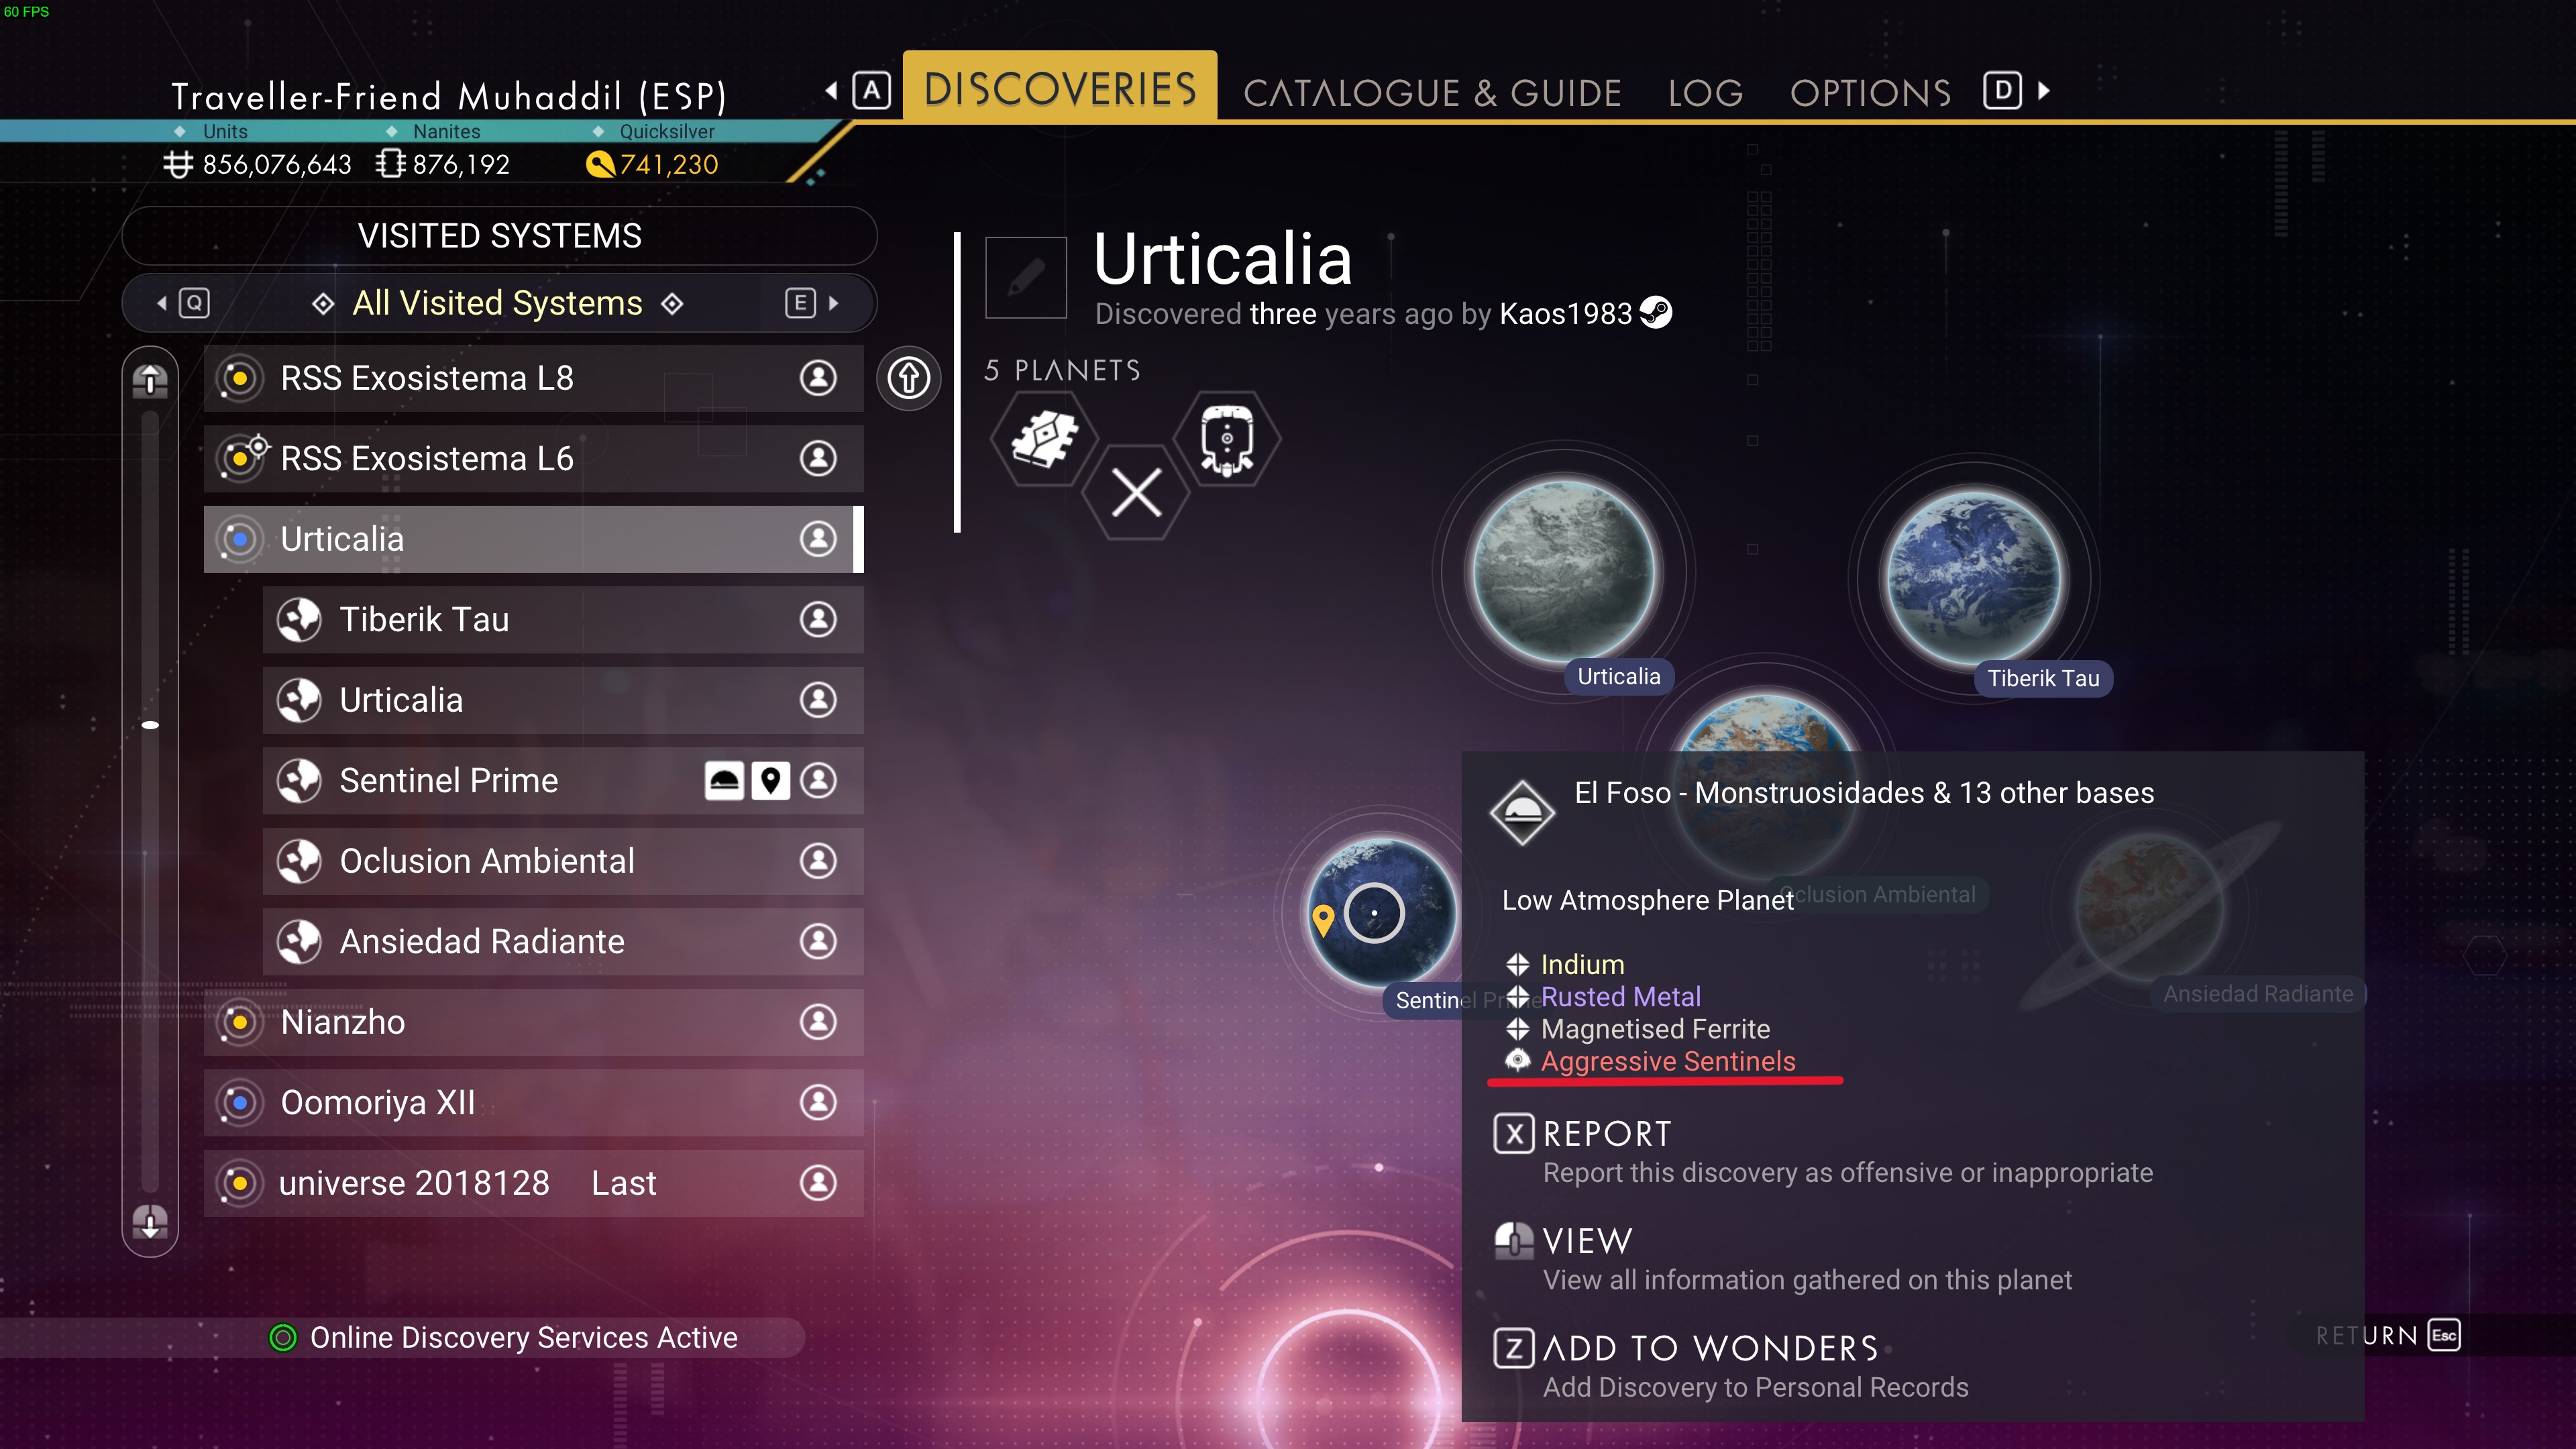 60 FPS
Traveller-Friend Muhaddil (ESP)
A DISCOVERIES CATALOGUE & GUIDE LOG OPTIONS D
Units Nanites Quicksilver
856,076,643 876,192 741,230
VISITED SYSTEMS
Q All Visited Systems E
RSS Exosistema L8
RSS Exosistema L6
Urticalia
Tiberik Tau
Urticalia
Sentinel Prime
Oclusion Ambiental
Ansiedad Radiante
Nianzho
Oomoriya XII
universe 2018128 Last
Online Discovery Services Active
Urticalia
Discovered three years ago by Kaos1983
5 PLANETS
Urticalia
Tiberik Tau
Oclusion Ambiental
Sentinel Prime
Ansiedad Radiante
El Foso - Monstruosidades & 13 other bases
Low Atmosphere Planet
Indium
Rusted Metal
Magnetised Ferrite
Aggressive Sentinels
X REPORT
Report this discovery as offensive or inappropriate
VIEW
View all information gathered on this planet
Z ADD TO WONDERS
Add Discovery to Personal Records
RETURN Esc